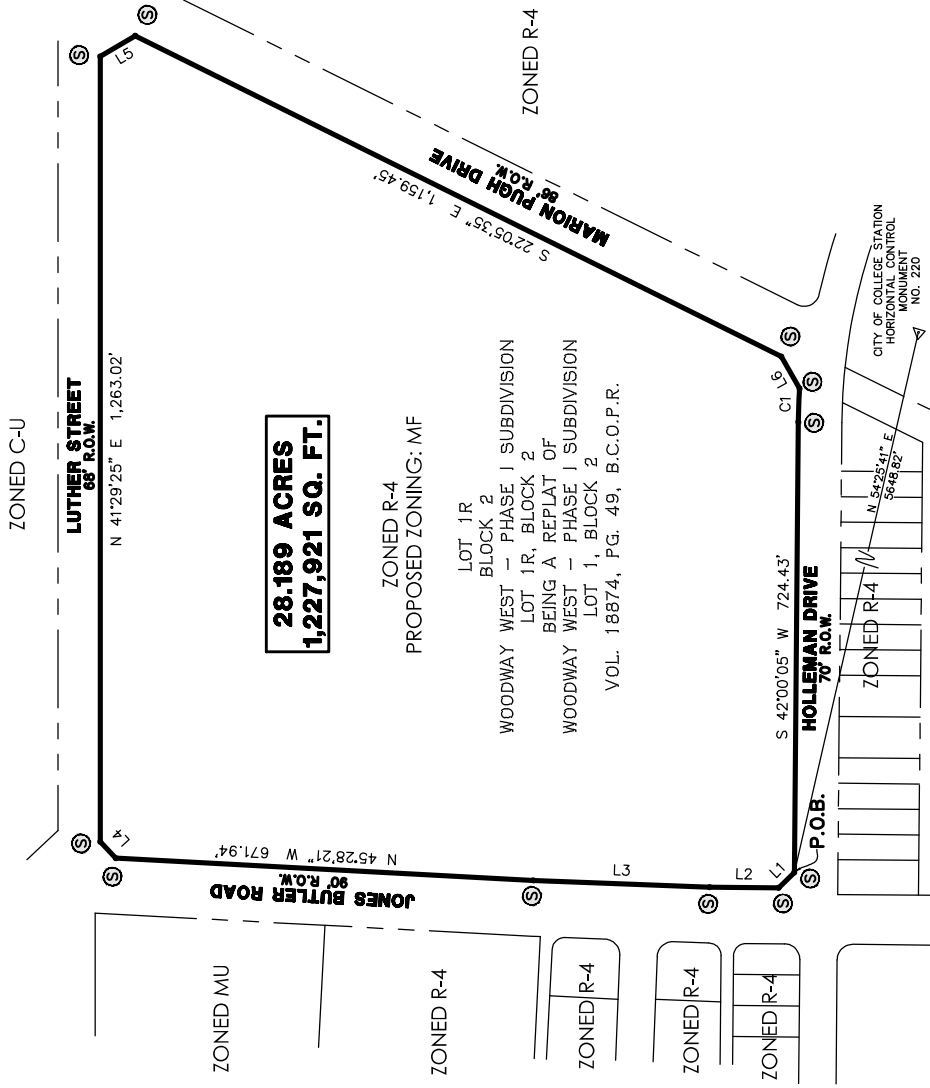 ZONED C-U
LUTHER STREET
68' R.O.W.
N 41°29'25" E 1,263.02'
L4
L5
S
S
S
S
ZONED R-4
MARION PUGH DRIVE
86' R.O.W.
S 22°05'35" E 1,159.45'
28.189 ACRES
1,227,921 SQ. FT.
ZONED R-4
PROPOSED ZONING: MF
LOT 1R
BLOCK 2
WOODWAY WEST - PHASE I SUBDIVISION
LOT 1R, BLOCK 2
BEING A REPLAT OF
WOODWAY WEST - PHASE I SUBDIVISION
LOT 1, BLOCK 2
VOL. 18874, PG. 49, B.C.O.P.R.
N 45°28'21" W 671.94'
JONES BUTLER ROAD
90' R.O.W.
ZONED MU
ZONED R-4
ZONED R-4
ZONED R-4
ZONED R-4
S
L3
S
L2
S
L1
S
P.O.B.
S 42°00'05" W 724.43'
HOLLEMAN DRIVE
70' R.O.W.
ZONED R-4
C1
L6
S
S
S
N 54°25'41" E
5648.82'
CITY OF COLLEGE STATION
HORIZONTAL CONTROL
MONUMENT
NO. 220